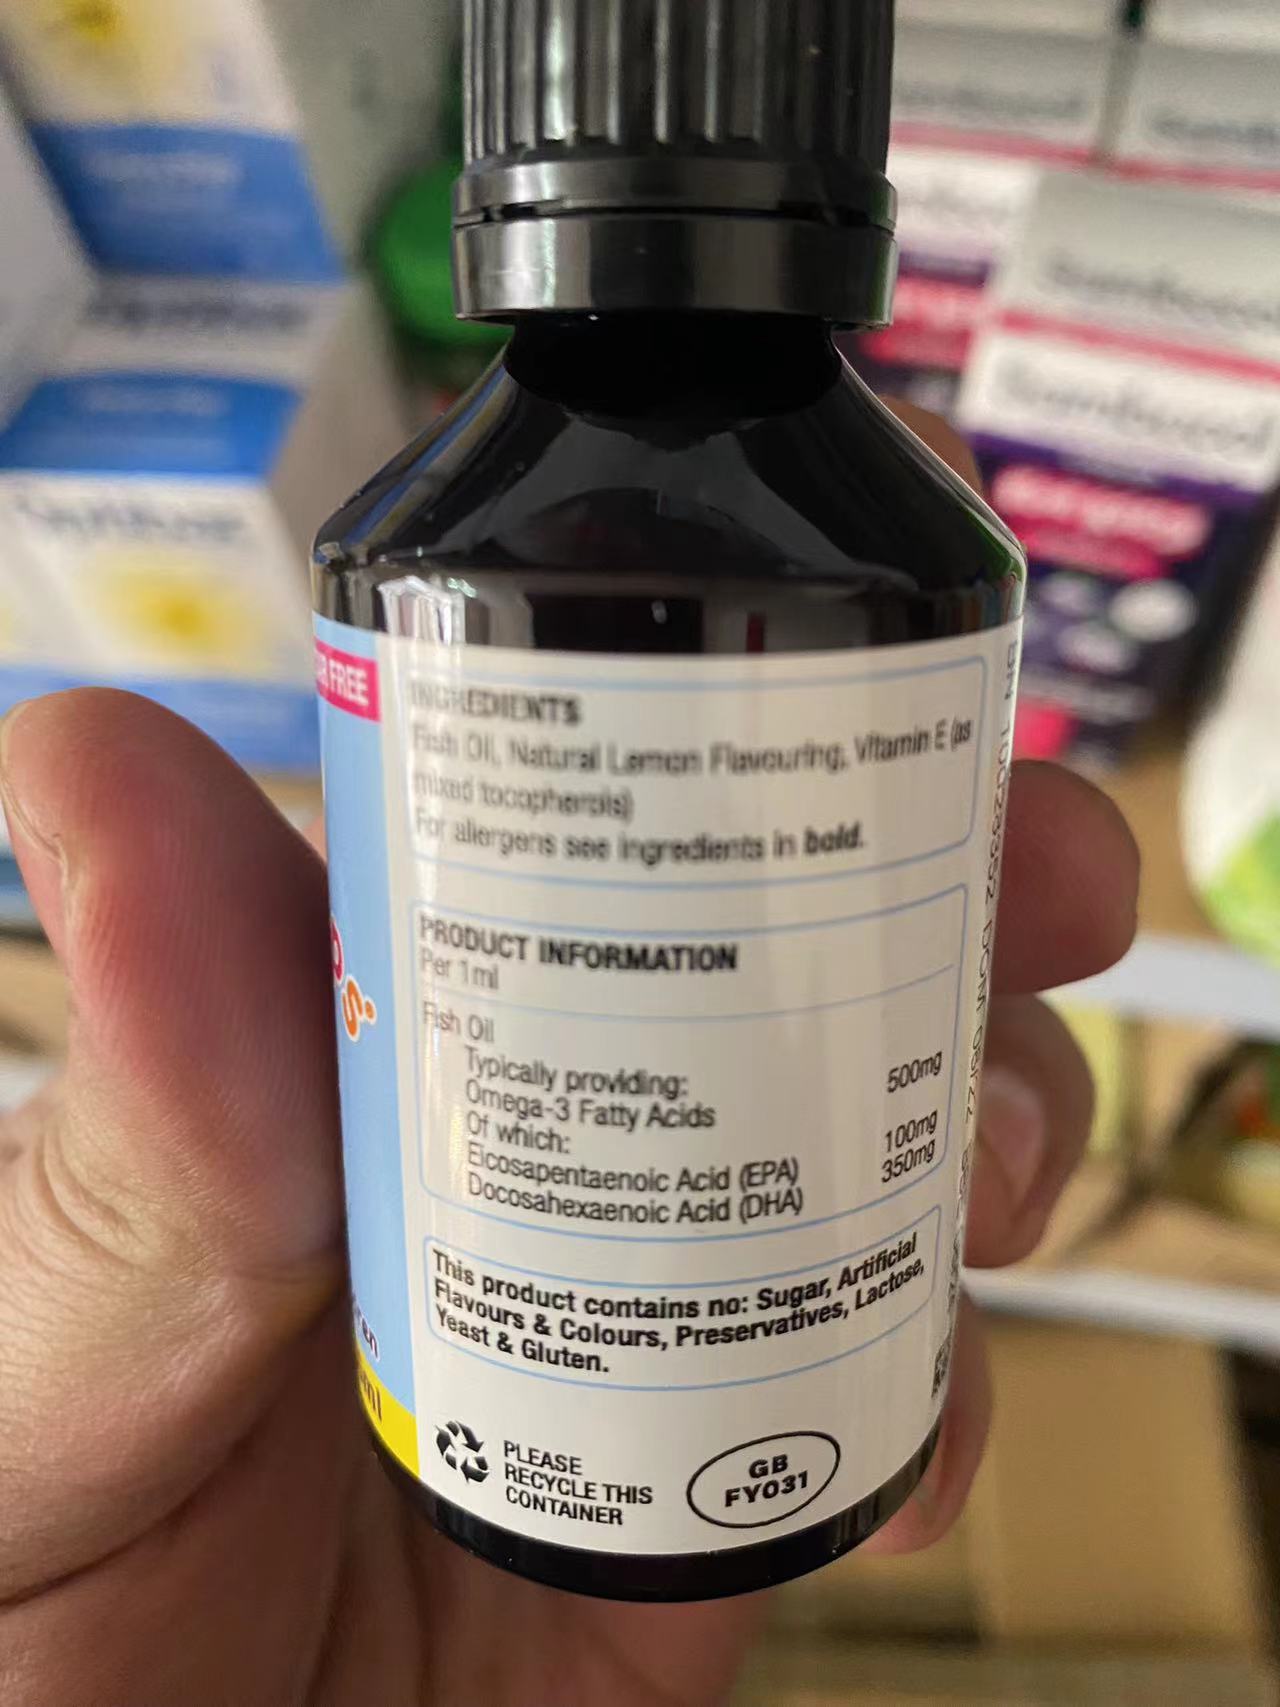 FREE
INGREDIENTS
Fish Oil, Natural Lemon Flavouring, Vitamin E (as
mixed tocopherols)
For allergens see ingredients in bold.
PRODUCT INFORMATION
Per 1ml
Fish Oil
Typically providing:
Omega-3 Fatty Acids 500mg
Of which:
Eicosapentaenoic Acid (EPA) 100mg
Docosahexaenoic Acid (DHA) 350mg
This product contains no: Sugar, Artificial
Flavours & Colours, Preservatives, Lactose,
Yeast & Gluten.
PLEASE
RECYCLE THIS
CONTAINER
GB
FY031